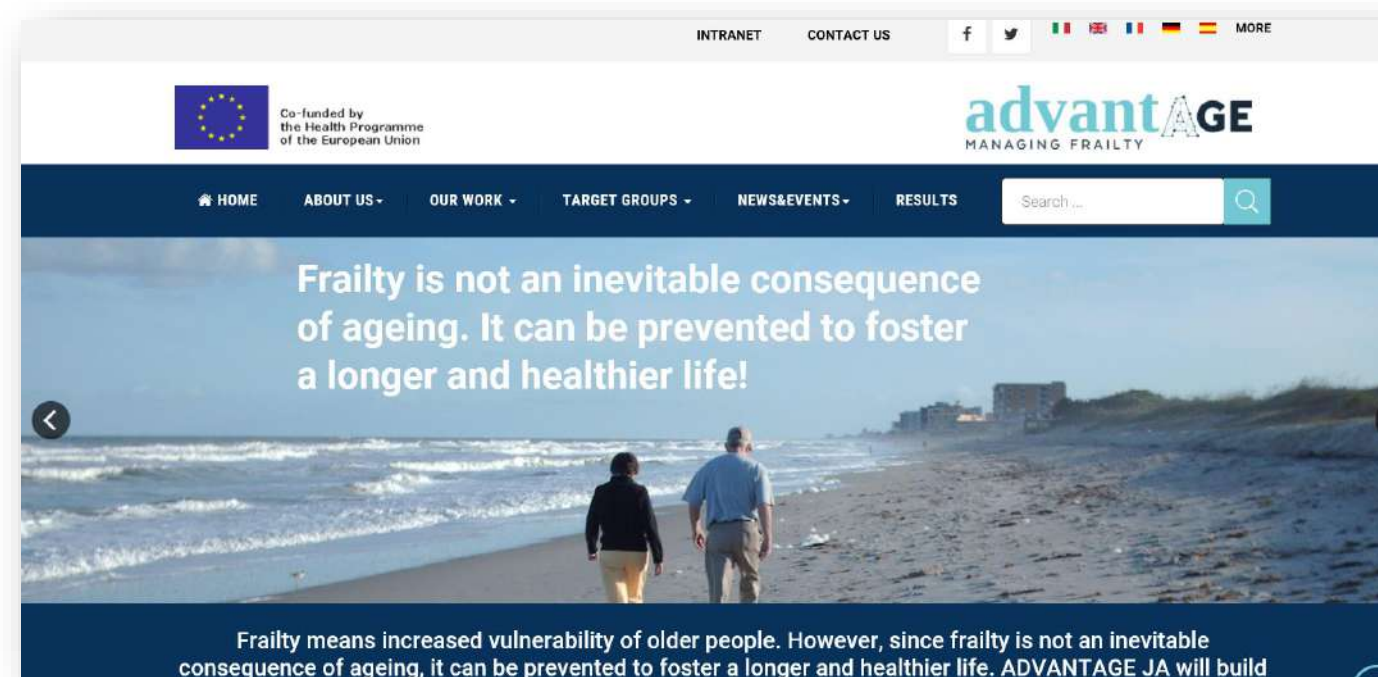 INTRANET CONTACT US MORE
Co-funded by
the Health Programme
of the European Union
advantAGE
MANAGING FRAILTY
HOME ABOUT US OUR WORK TARGET GROUPS NEWS&EVENTS RESULTS Search ...
Frailty is not an inevitable consequence
of ageing. It can be prevented to foster
a longer and healthier life!
Frailty means increased vulnerability of older people. However, since frailty is not an inevitable
consequence of ageing, it can be prevented to foster a longer and healthier life. ADVANTAGE JA will build